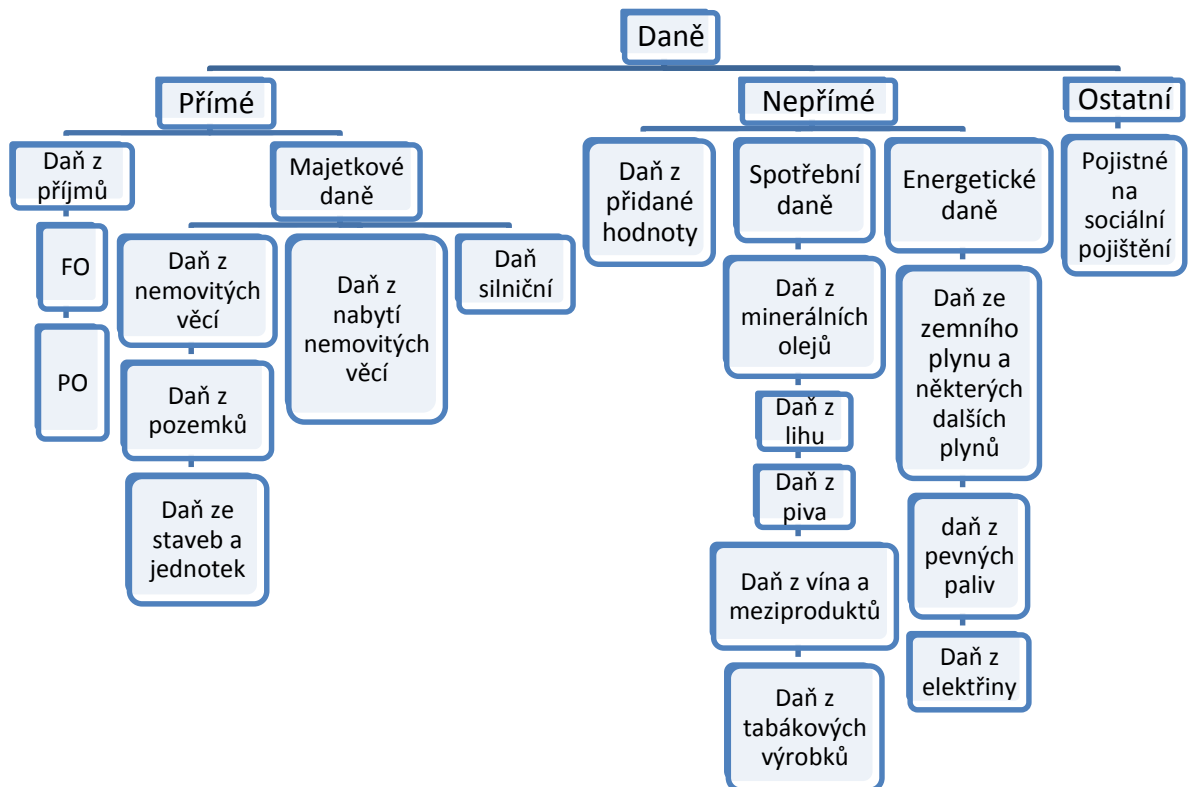 Daně
Přímé
Daň z
příjmů
FO
PO
Majetkové
daně
Daň z
nemovitých
věcí
Daň z
pozemků
Daň ze
staveb a
jednotek
Daň z
nabytí
nemovitých
věcí
Daň
silniční
Nepřímé
Daň z
přidané
hodnoty
Spotřební
daně
Daň z
minerálních
olejů
Daň z
lihu
Daň z
piva
Daň z vína a
meziproduktů
Daň z
tabákových
výrobků
Energetické
daně
Daň ze
zemního
plynu a
některých
dalších
plynů
daň z
pevných
paliv
Daň z
elektřiny
Ostatní
Pojistné
na
sociální
pojištění